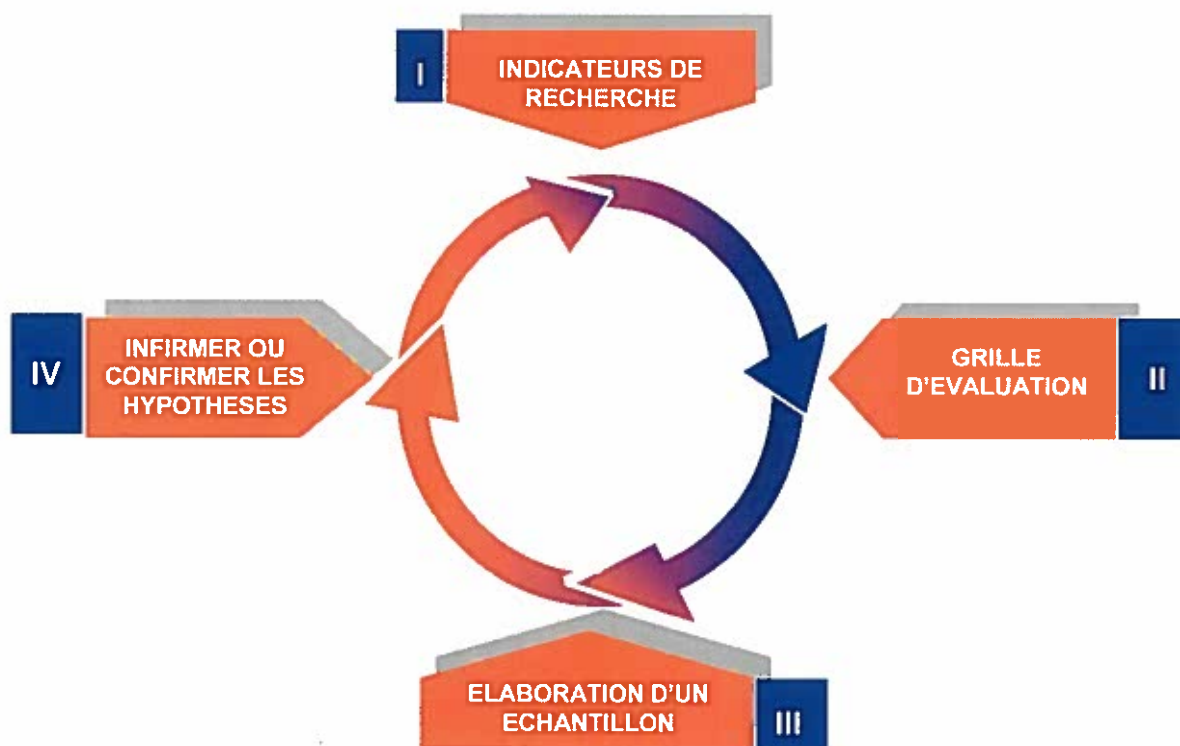 I
INDICATEURS DE
RECHERCHE
II
GRILLE
D'EVALUATION
III
ELABORATION D'UN
ECHANTILLON
IV
INFIRMER OU
CONFIRMER LES
HYPOTHESES